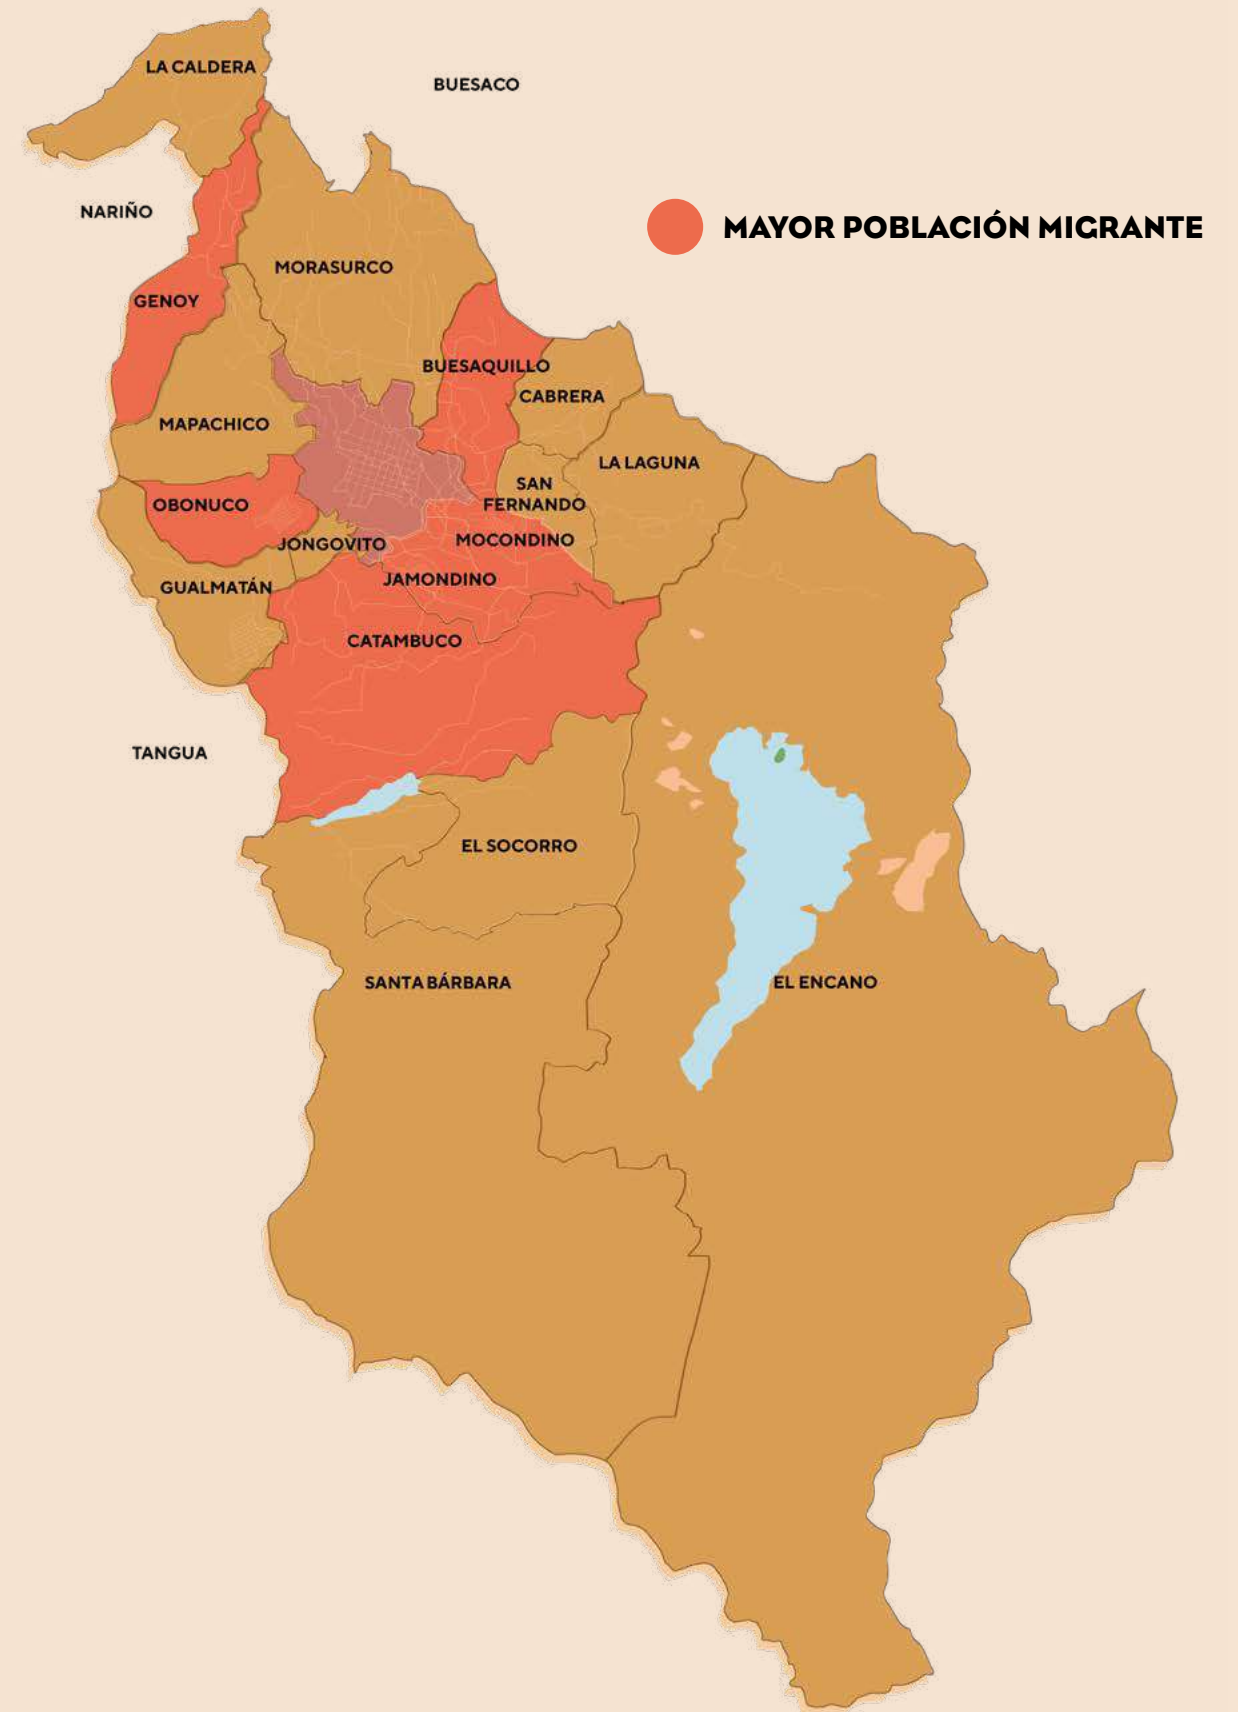 LA CALDERA
BUESACO
NARIÑO
MAYOR POBLACIÓN MIGRANTE
MORASURCO
GENOY
BUESAQUILLO
CABRERA
MAPACHICO
LA LAGUNA
SAN
FERNANDO
OBONUCO
JONGOVITO
MOCONDINO
JAMONDINO
GUALMATÁN
CATAMBUCO
TANGUA
EL SOCORRO
SANTA BÁRBARA
EL ENCANO